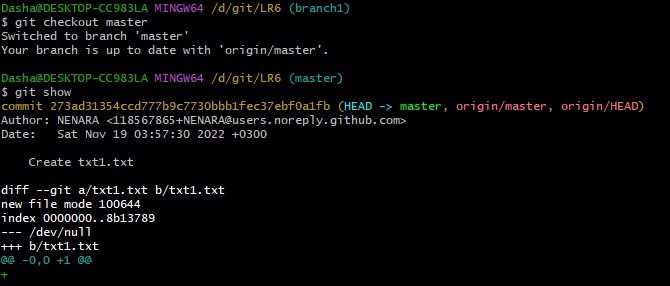 Dasha@DESKTOP-CC983LA MINGW64 /d/git/LR6 (branch1)
$ git checkout master
Switched to branch 'master'
Your branch is up to date with 'origin/master'.
Dasha@DESKTOP-CC983LA MINGW64 /d/git/LR6 (master)
$ git show
commit 273ad31354ccd777b9c7730bbb1fec37ebf0a1fb (HEAD -> master, origin/master, origin/HEAD)
Author: NENARA <118567865+NENARA@users.noreply.github.com>
Date:   Sat Nov 19 03:57:30 2022 +0300
    Create txt1.txt
diff --git a/txt1.txt b/txt1.txt
new file mode 100644
index 0000000..8b13789
--- /dev/null
+++ b/txt1.txt
@@ -0,0 +1 @@
+